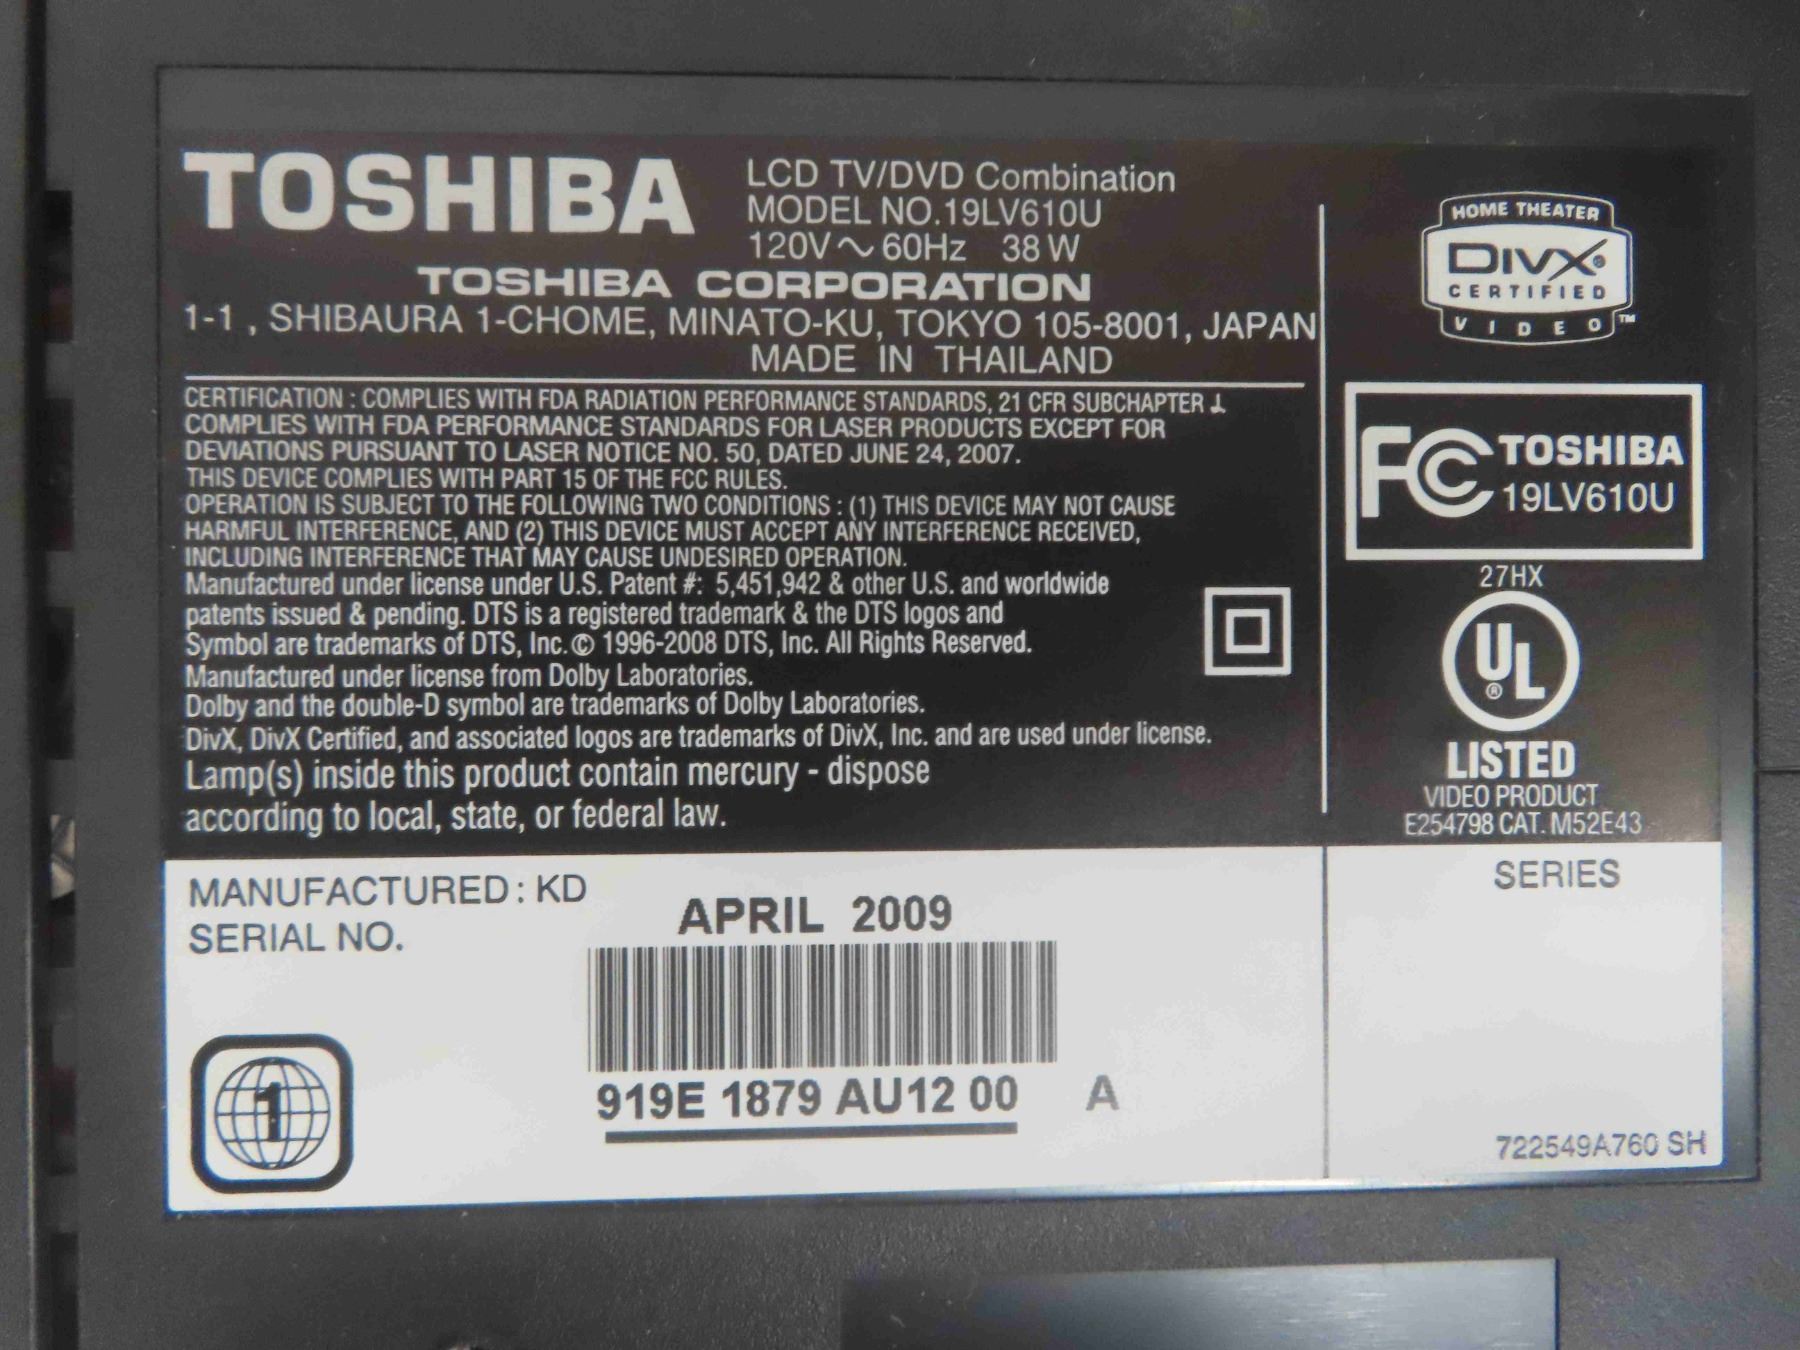 TOSHIBA
LCD TV/DVD Combination
MODEL NO.19LV610U
120V～60Hz 38W
TOSHIBA CORPORATION
1-1 , SHIBAURA 1-CHOME, MINATO-KU, TOKYO 105-8001, JAPAN
MADE IN THAILAND
CERTIFICATION : COMPLIES WITH FDA RADIATION PERFORMANCE STANDARDS, 21 CFR SUBCHAPTER J.
COMPLIES WITH FDA PERFORMANCE STANDARDS FOR LASER PRODUCTS EXCEPT FOR
DEVIATIONS PURSUANT TO LASER NOTICE NO. 50, DATED JUNE 24, 2007.
THIS DEVICE COMPLIES WITH PART 15 OF THE FCC RULES.
OPERATION IS SUBJECT TO THE FOLLOWING TWO CONDITIONS : (1) THIS DEVICE MAY NOT CAUSE
HARMFUL INTERFERENCE, AND (2) THIS DEVICE MUST ACCEPT ANY INTERFERENCE RECEIVED,
INCLUDING INTERFERENCE THAT MAY CAUSE UNDESIRED OPERATION.
Manufactured under license under U.S. Patent #: 5,451,942 & other U.S. and worldwide
patents issued & pending. DTS is a registered trademark & the DTS logos and
Symbol are trademarks of DTS, Inc. © 1996-2008 DTS, Inc. All Rights Reserved.
Manufactured under license from Dolby Laboratories.
Dolby and the double-D symbol are trademarks of Dolby Laboratories.
DivX, DivX Certified, and associated logos are trademarks of DivX, Inc. and are used under license.
Lamp(s) inside this product contain mercury - dispose
according to local, state, or federal law.
HOME THEATER
DIVX®
CERTIFIED
VIDEO™
FC TOSHIBA
19LV610U
27HX
UL®
LISTED
VIDEO PRODUCT
E254798 CAT. M52E43
MANUFACTURED : KD
APRIL 2009
SERIAL NO.
919E 1879 AU12 00 A
1
SERIES
722549A760 SH